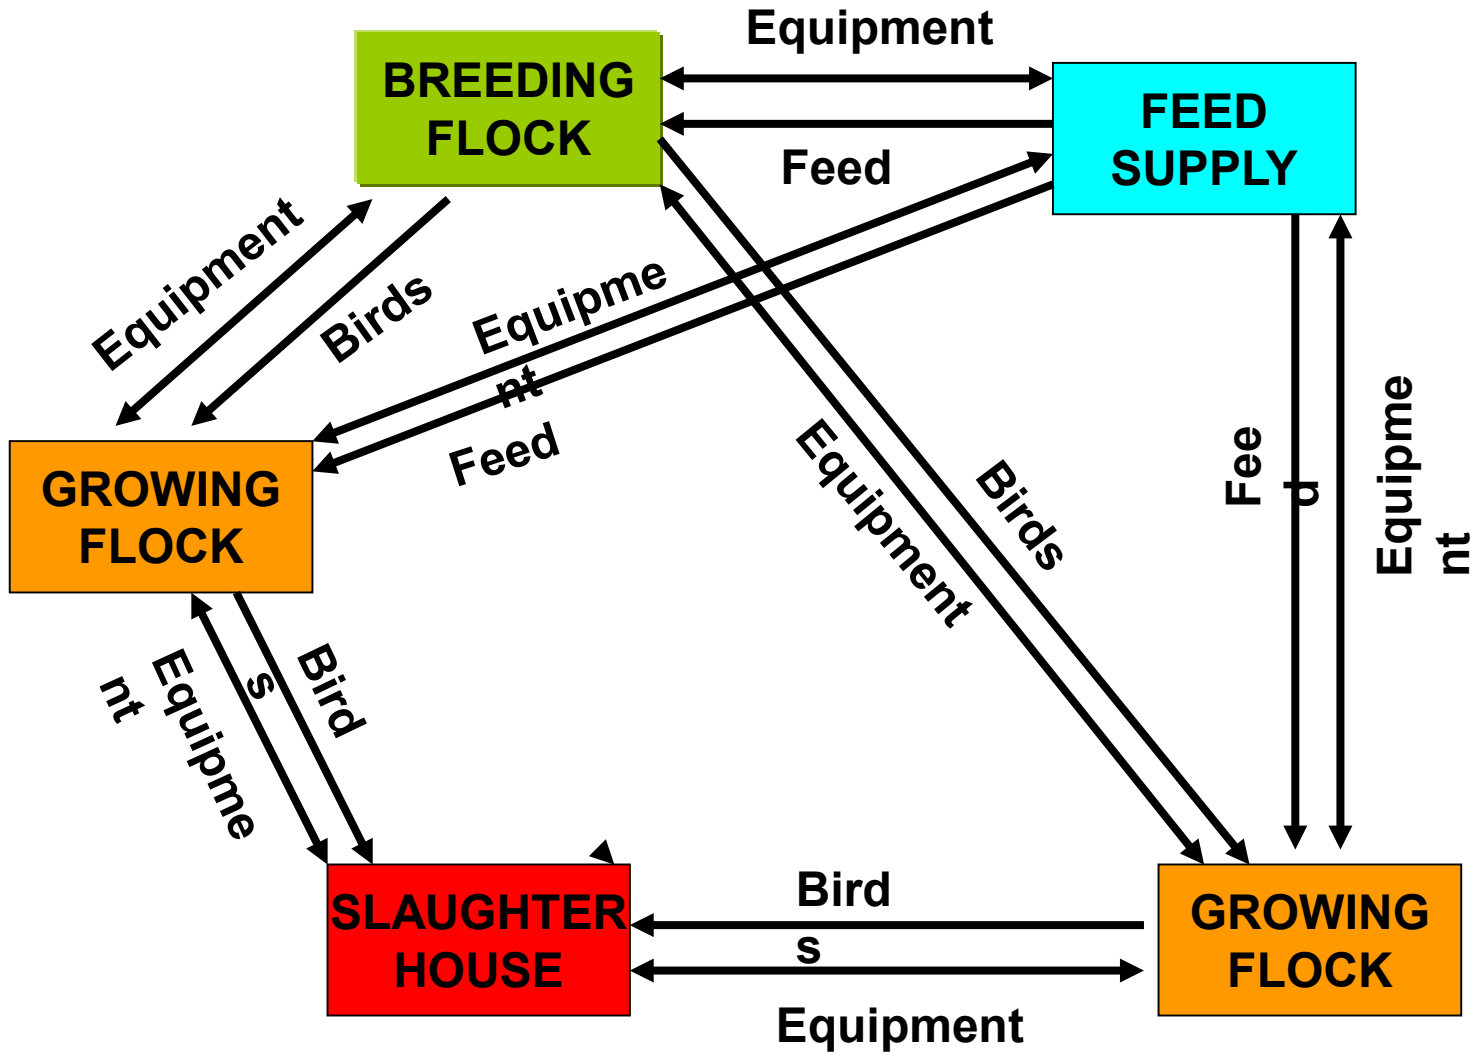 Equipment
BREEDING
FLOCK
FEED
SUPPLY
Feed
Equipment
Birds
Equipme
nt
Feed
GROWING
FLOCK
Equipment
Birds
Fee
d
Equipme
nt
Equipme
nt
Bird
s
SLAUGHTER
HOUSE
Bird
s
Equipment
GROWING
FLOCK